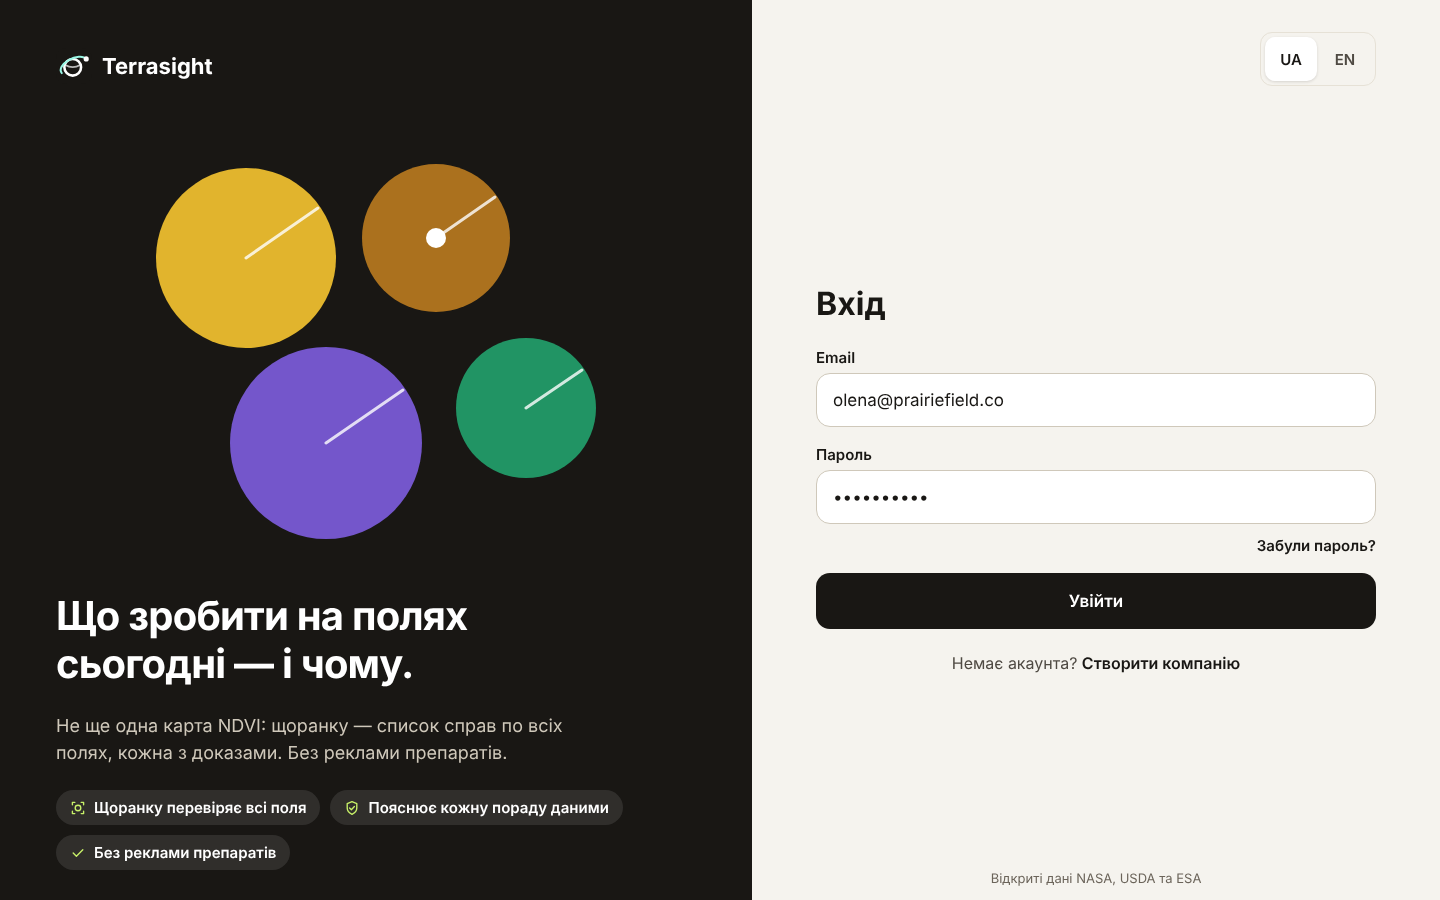 Terrasight
Що зробити на полях
сьогодні — і чому.
Не ще одна карта NDVI: щоранку — список справ по всіх
полях, кожна з доказами. Без реклами препаратів.
Щоранку перевіряє всі поля
Пояснює кожну пораду даними
Без реклами препаратів
UA
EN
Вхід
Email
olena@prairiefield.co
Пароль
••••••••••
Забули пароль?
Увійти
Немає акаунта? Створити компанію
Відкриті дані NASA, USDA та ESA